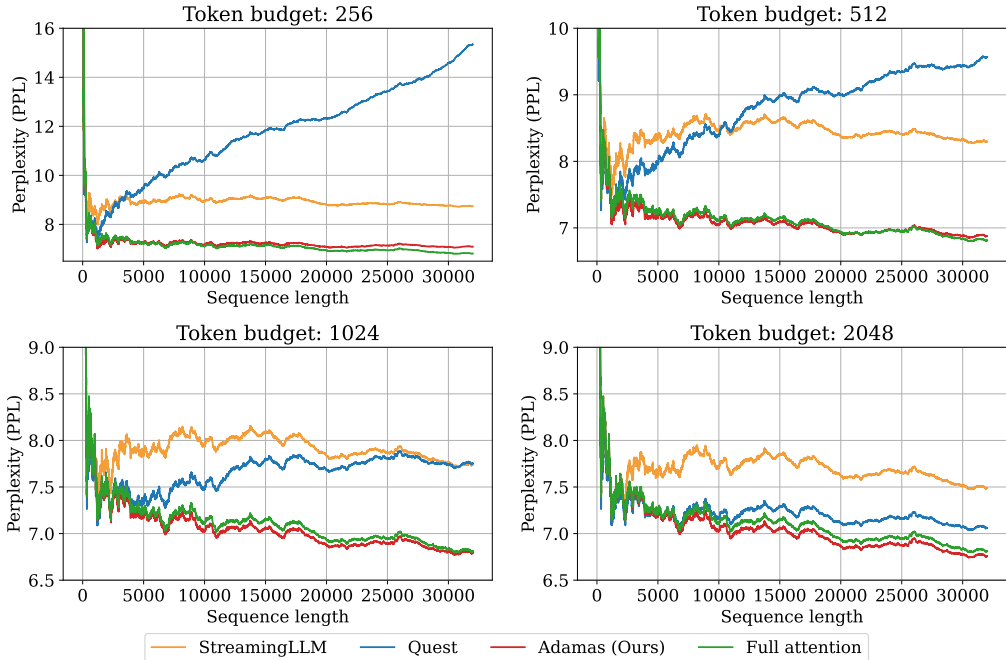 Token budget: 256
Perplexity (PPL)
16
14
12
10
8
0 5000 10000 15000 20000 25000 30000
Sequence length
Token budget: 512
Perplexity (PPL)
10
9
8
7
0 5000 10000 15000 20000 25000 30000
Sequence length
Token budget: 1024
Perplexity (PPL)
9.0
8.5
8.0
7.5
7.0
6.5
0 5000 10000 15000 20000 25000 30000
Sequence length
Token budget: 2048
Perplexity (PPL)
9.0
8.5
8.0
7.5
7.0
6.5
0 5000 10000 15000 20000 25000 30000
Sequence length
StreamingLLM Quest Adamas (Ours) Full attention